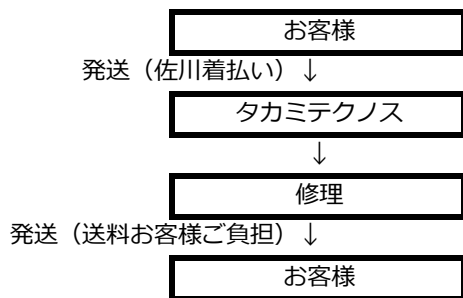 お客様
発送（佐川着払い）↓
タカミテクノス
↓
修理
発送（送料お客様ご負担）↓
お客様